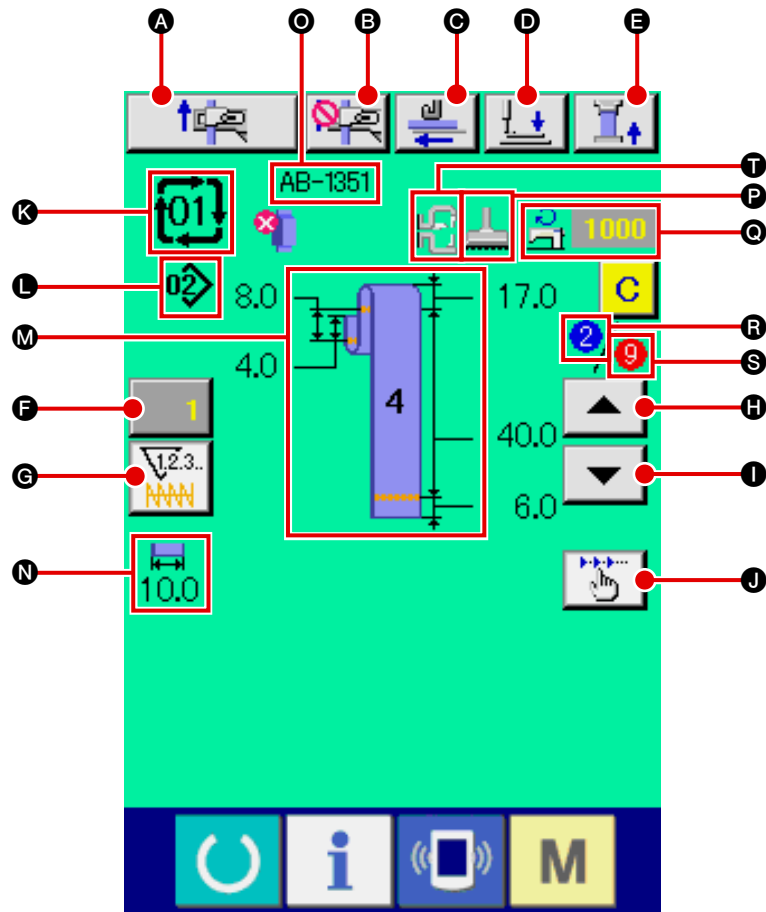 A O B C D E
AB-1351
T
P
K 01
Q 1000
L 02
8.0 17.0 C
M R 2
4.0 S 9
4
F 1 H
40.0
G 1.2.3.. I
6.0
N 10.0 J
i M